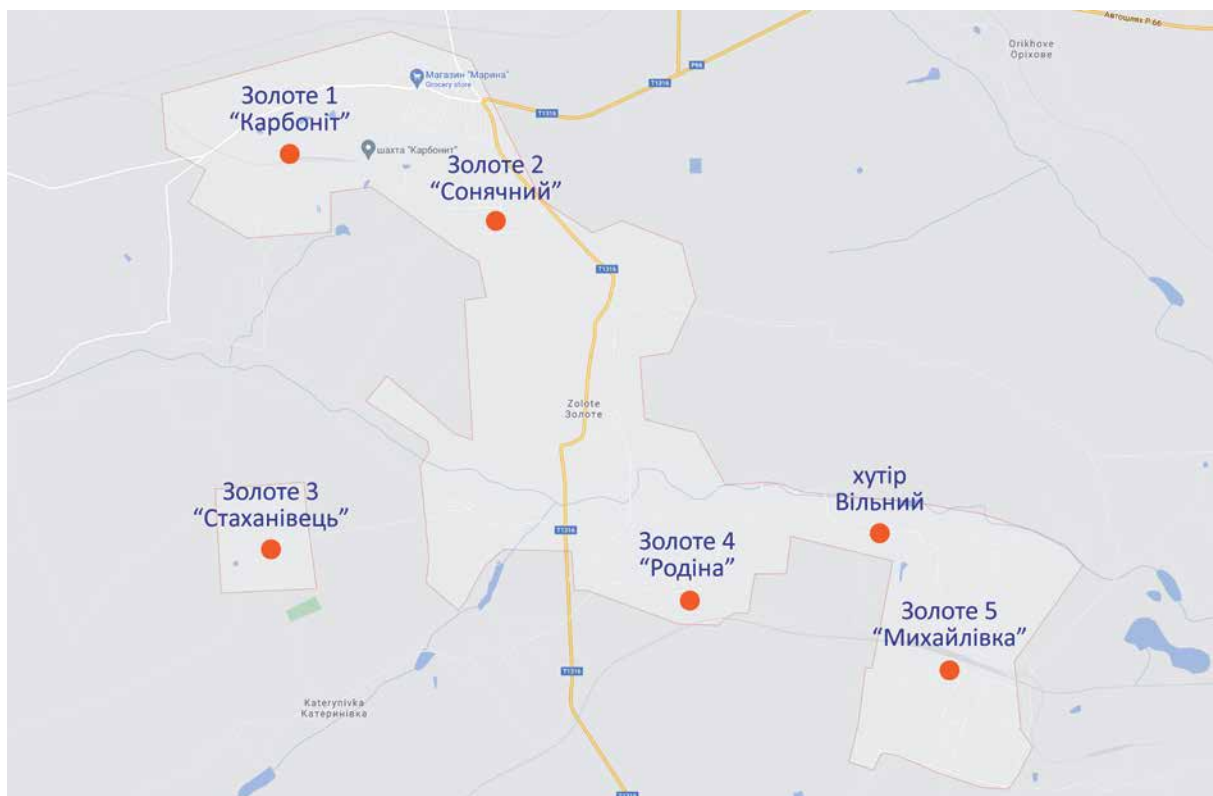 Автошлях Р 66
Orikhove
Оріхове
Магазин "Марина"
Grocery store
P66
T1316
T1316
Золоте 1
“Карбоніт”
шахта "Карбонит"
Золоте 2
“Сонячний”
T1316
Zolote
Золоте
хутір
Вільний
Золоте 3
“Стаханівець”
T1316
Золоте 4
“Родіна”
Золоте 5
“Михайлівка”
T1316
Katerynivka
Катеринівка
T1316